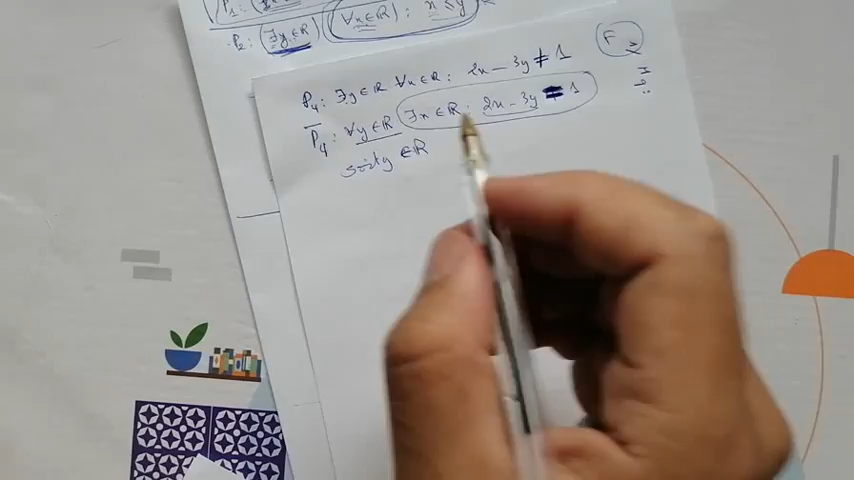 P₂: (∃y∈ℝ) (∀x∈ℝ): x ≤ y
P₄: ∃y∈ℝ ∀x∈ℝ: 2x - 3y ≠ 1
F
P̅₄: ∀y∈ℝ ∃x∈ℝ: 2x - 3y = 1
soit y ∈ℝ